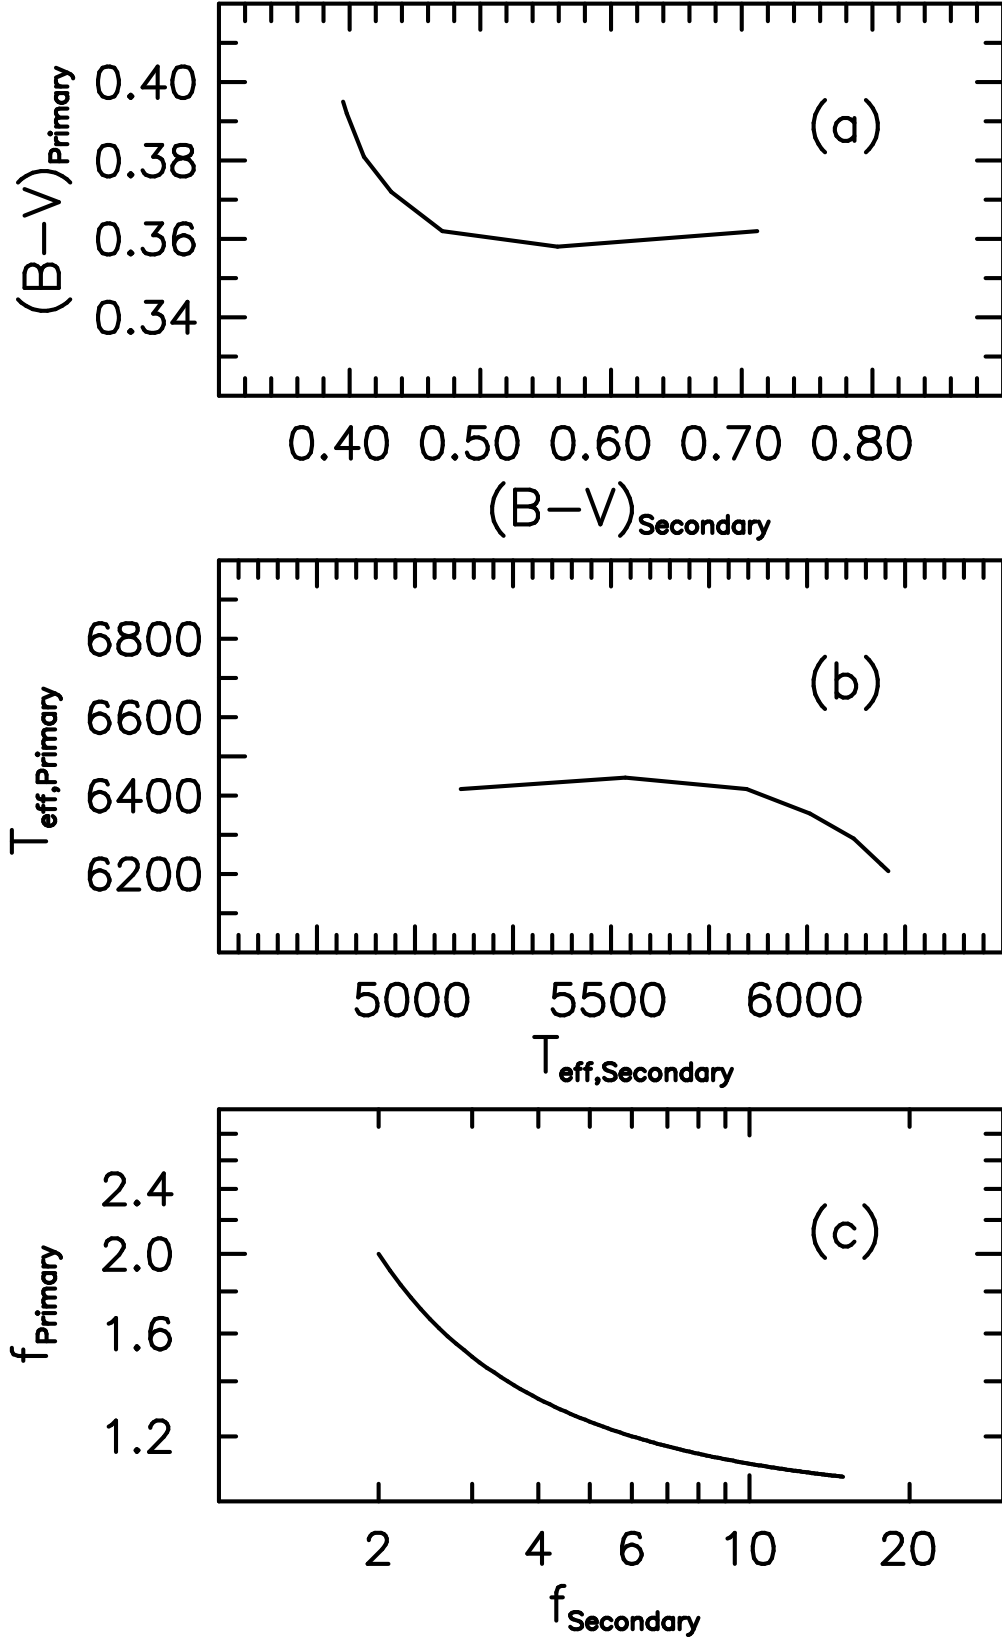 (a)
(B−V)Primary
0.40
0.38
0.36
0.34
0.40 0.50 0.60 0.70 0.80
(B−V)Secondary
(b)
Teff,Primary
6800
6600
6400
6200
5000 5500 6000
Teff,Secondary
(c)
fPrimary
2.4
2.0
1.6
1.2
2 4 6 10 20
fSecondary